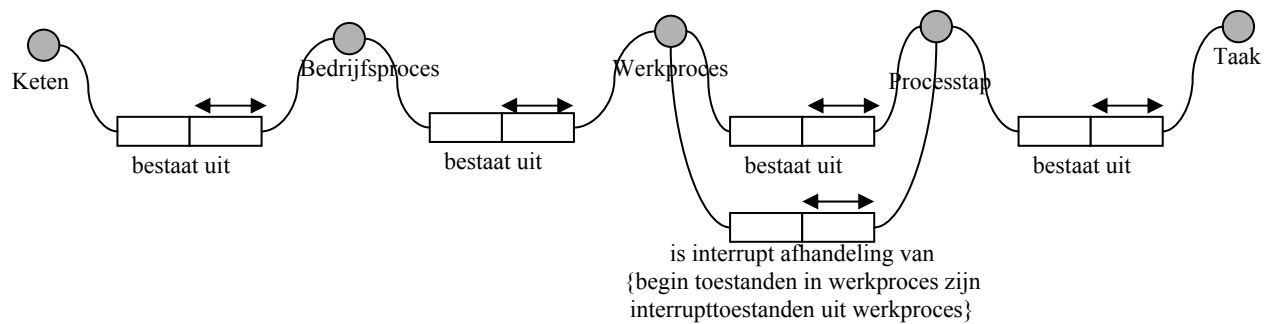 Keten
Bedrijfsproces
Werkproces
Processtap
Taak
bestaat uit
bestaat uit
bestaat uit
bestaat uit
is interrupt afhandeling van
{begin toestanden in werkproces zijn
interrupttoestanden uit werkproces}